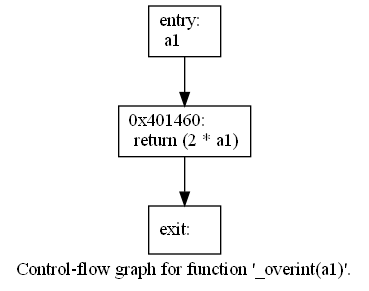 entry:
a1
0x401460:
return (2 * a1)
exit:
Control-flow graph for function '_overint(a1)'.